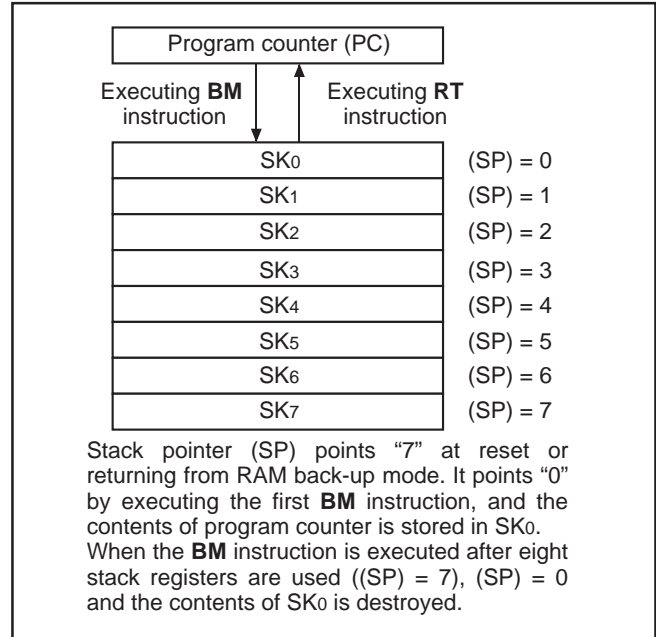 Program counter (PC)
Executing BM
instruction
Executing RT
instruction
SK0 (SP) = 0
SK1 (SP) = 1
SK2 (SP) = 2
SK3 (SP) = 3
SK4 (SP) = 4
SK5 (SP) = 5
SK6 (SP) = 6
SK7 (SP) = 7
Stack pointer (SP) points “7” at reset or
returning from RAM back-up mode. It points “0”
by executing the first BM instruction, and the
contents of program counter is stored in SK0.
When the BM instruction is executed after eight
stack registers are used ((SP) = 7), (SP) = 0
and the contents of SK0 is destroyed.